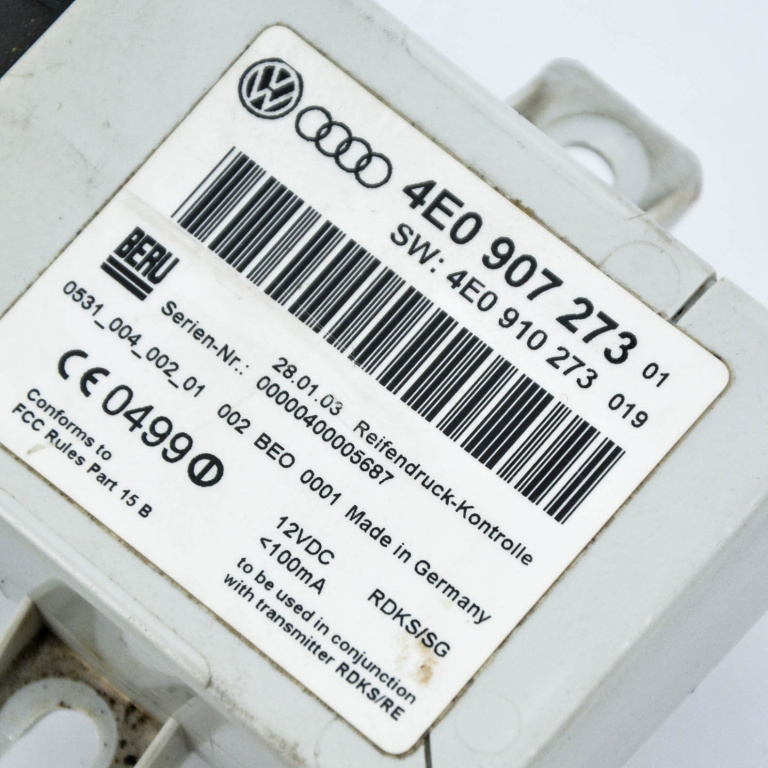 4E0 907 273 01
SW: 4E0 910 273 019
BERU
28.01.03 Reifendruck-Kontrolle
Serien-Nr.: 00000400005687
0531_004_002_01 002 BEO 0001 Made in Germany
CE0499
12VDC RDKS/SG
<100mA
Conforms to
FCC Rules Part 15 B
to be used in conjunction
with transmitter RDKS/RE